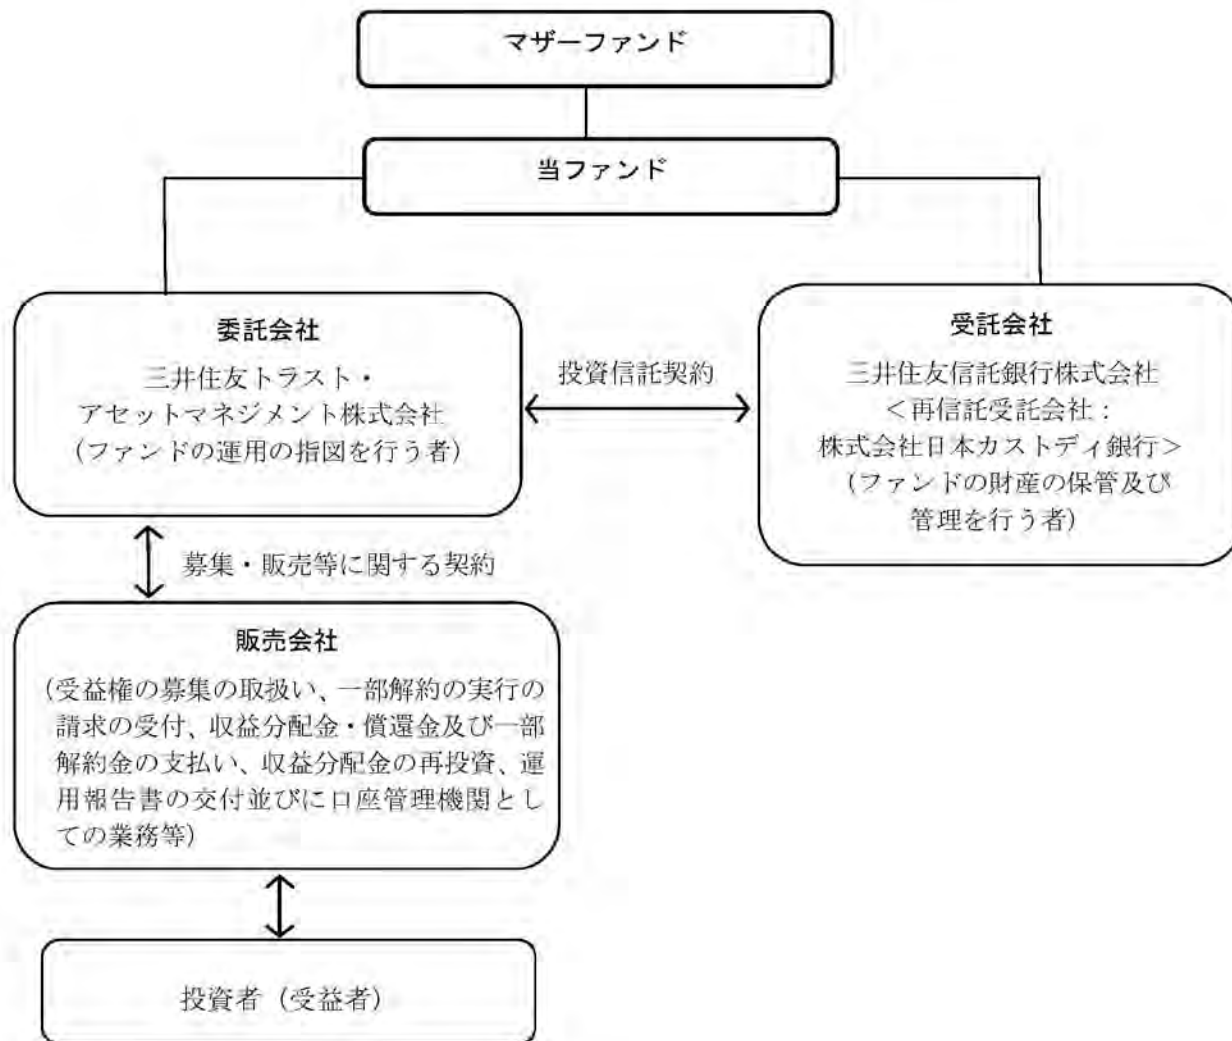 マザーファンド
当ファンド
委託会社
三井住友トラスト・
アセットマネジメント株式会社
（ファンドの運用の指図を行う者）
投資信託契約
受託会社
三井住友信託銀行株式会社
＜再信託受託会社：
株式会社日本カストディ銀行＞
（ファンドの財産の保管及び
管理を行う者）
募集・販売等に関する契約
販売会社
（受益権の募集の取扱い、一部解約の実行の
請求の受付、収益分配金・償還金及び一部
解約金の支払い、収益分配金の再投資、運
用報告書の交付並びに口座管理機関とし
ての業務等）
投資者（受益者）